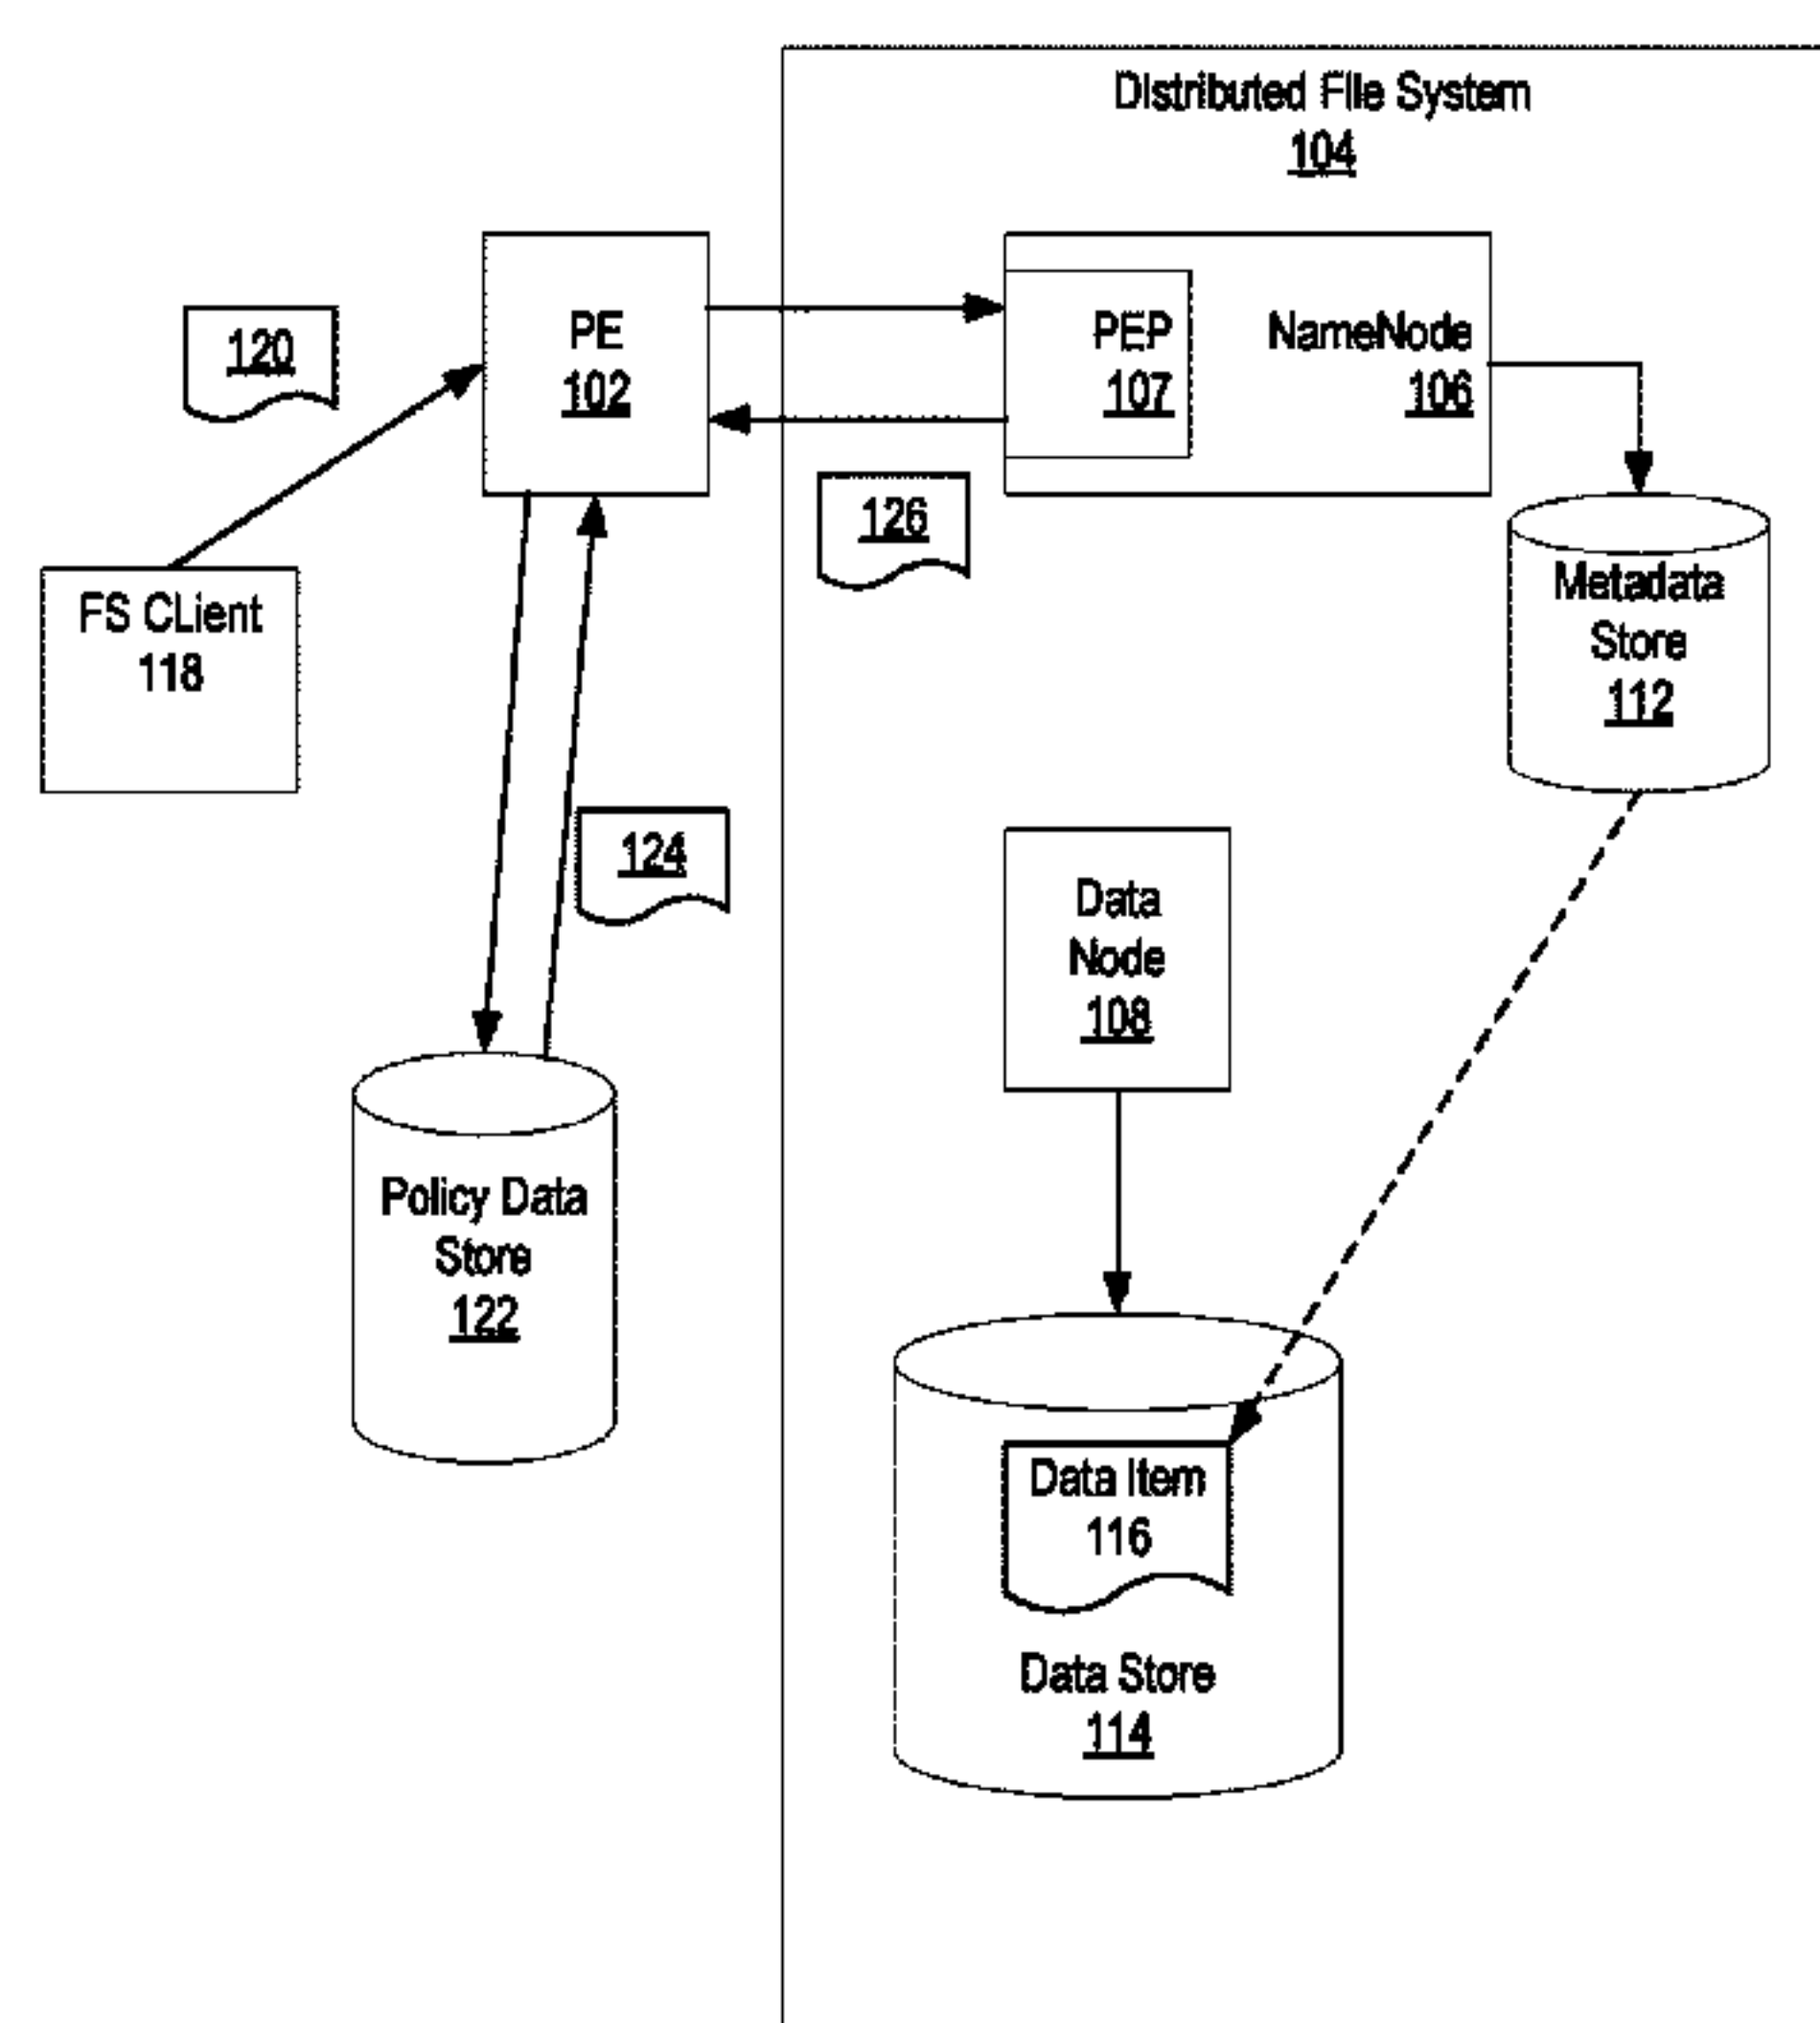 Distributed File System
104
120
PE
102
PEP
107
NameNode
106
126
FS CLient
118
Metadata
Store
112
124
Data
Node
108
Policy Data
Store
122
Data Item
116
Data Store
114